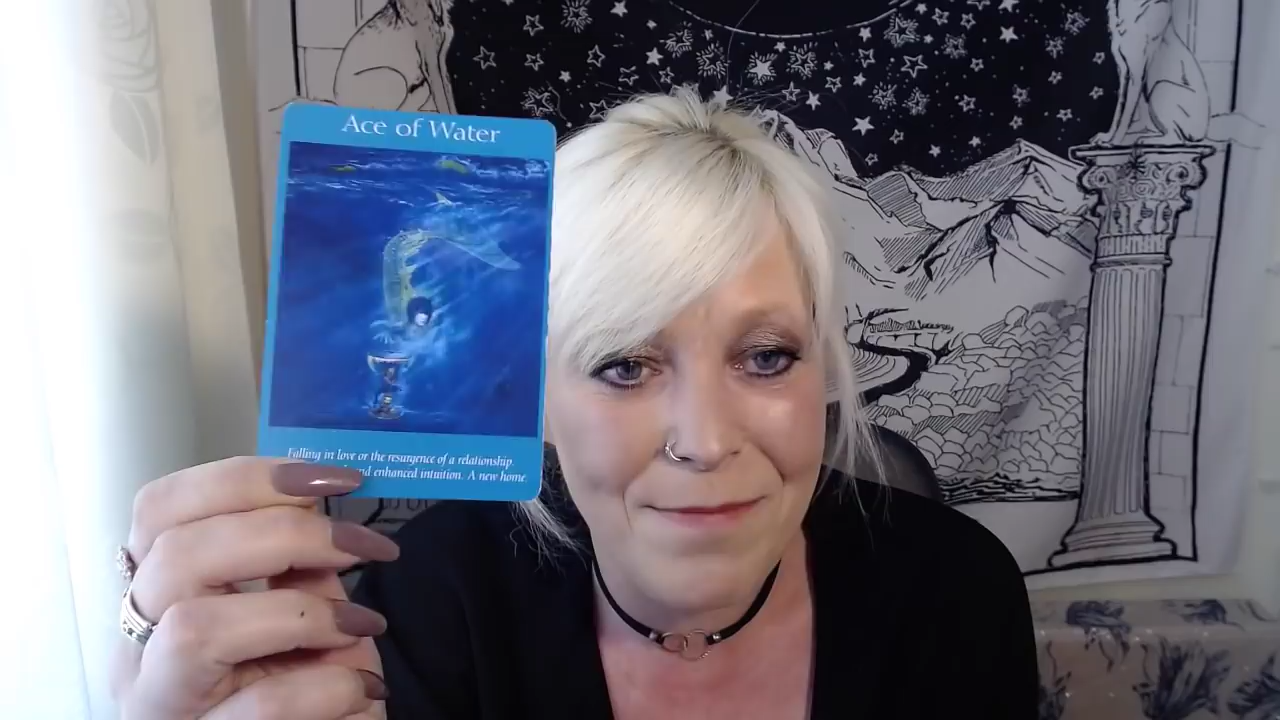 Ace of Water
Falling in love or the resurgence of a relationship.
and enhanced intuition. A new home.